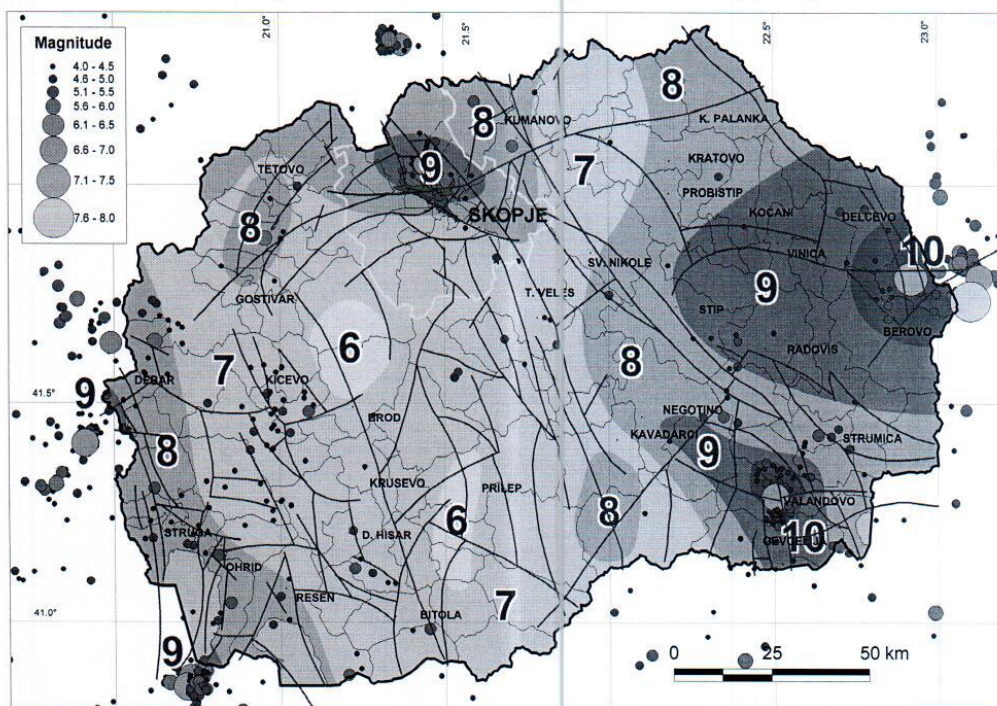 21.0°
21.5°
22.5°
23.0°
Magnitude
4.0 - 4.5
4.6 - 5.0
5.1 - 5.5
5.6 - 6.0
6.1 - 6.5
6.6 - 7.0
7.1 - 7.5
7.6 - 8.0
8
8
KUMANOVO
K. PALANKA
9
7
TETOVO
KRATOVO
PROBISTIP
SKOPJE
KOCANI
DELCEVO
8
10
VINICA
SV. NIKOLE
9
GOSTIVAR
T. VELES
STIP
BEROVO
6
8
RADOVIS
7
DEBAR
KICEVO
9
41.5°
BROD
NEGOTINO
KAVADARCI
STRUMICA
8
9
KRUSEVO
PRILEP
VALANDOVO
6
8
STRUGA
D. HISAR
10
OHRID
RESEN
7
41.0°
BITOLA
9
0
25
50 km